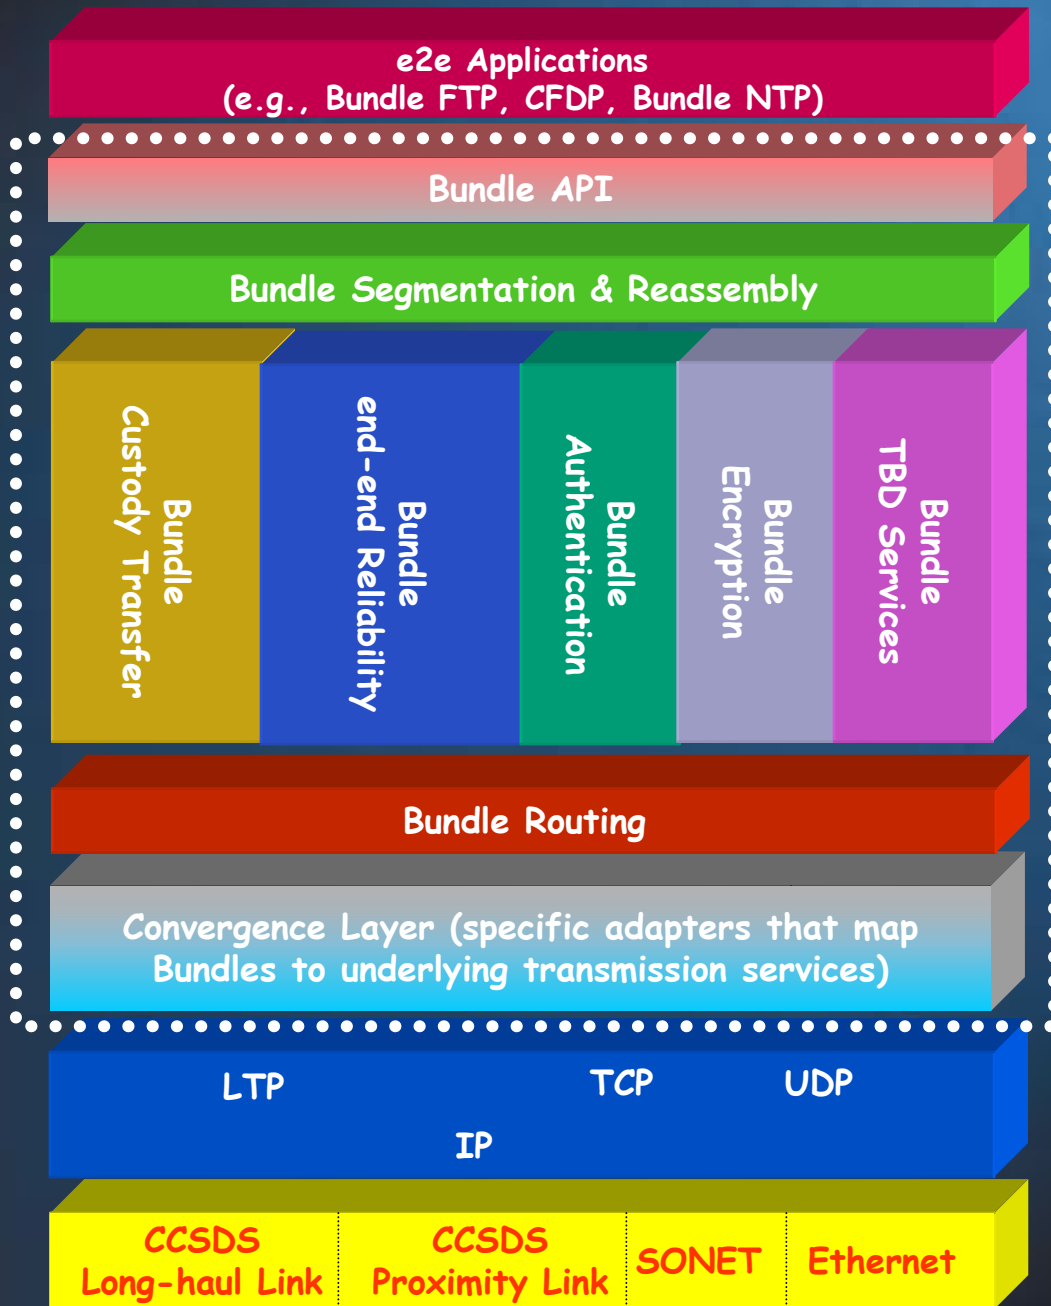 e2e Applications
(e.g., Bundle FTP, CFDP, Bundle NTP)
Bundle API
Bundle Segmentation & Reassembly
Bundle
Custody Transfer
Bundle
end-end Reliability
Bundle
Authentication
Bundle
Encryption
Bundle
TBD Services
Bundle Routing
Convergence Layer (specific adapters that map
Bundles to underlying transmission services)
LTP
TCP
UDP
IP
CCSDS
Long-haul Link
CCSDS
Proximity Link
SONET
Ethernet